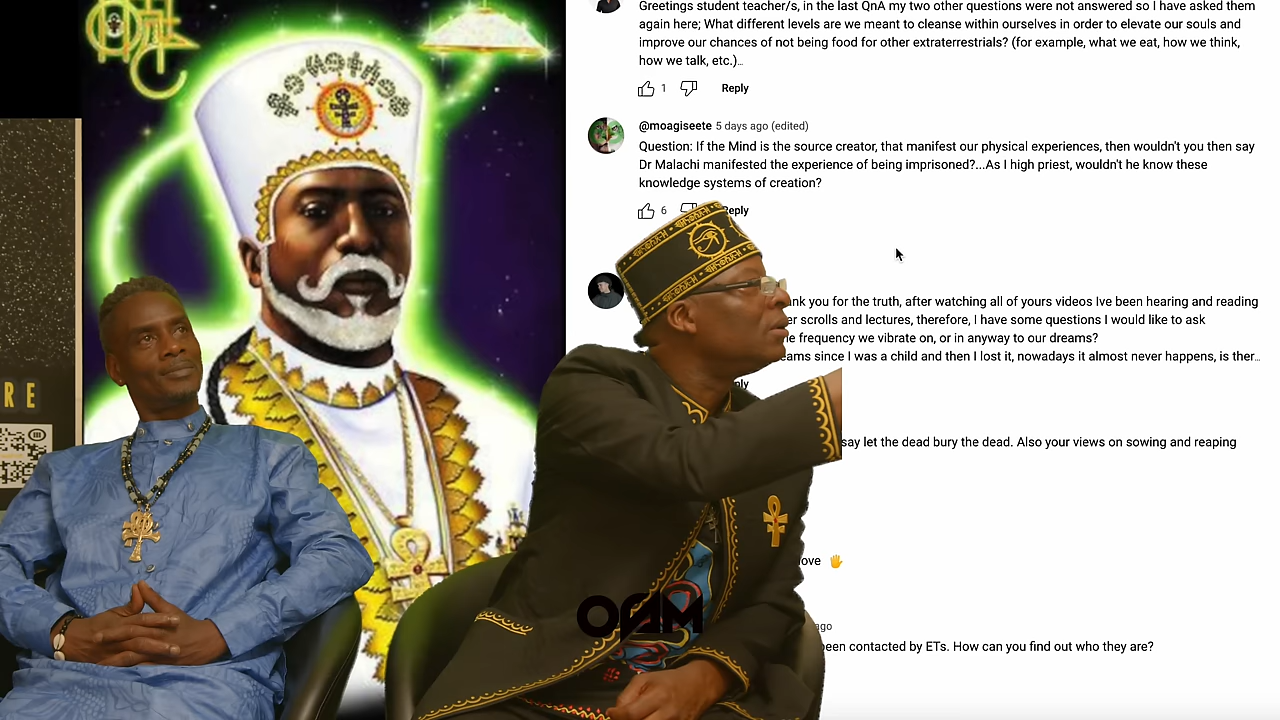 Greetings student teacher/s, in the last QnA my two other questions were not answered so I have asked them
again here; What different levels are we meant to cleanse within ourselves in order to elevate our souls and
improve our chances of not being food for other extraterrestrials? (for example, what we eat, how we think,
how we talk, etc.)…
1 Reply
@moagiseete 5 days ago (edited)
Question: If the Mind is the source creator, that manifest our physical experiences, then wouldn't you then say
Dr Malachi manifested the experience of being imprisoned?...As I high priest, wouldn't he know these
knowledge systems of creation?
6 Reply
you for the truth, after watching all of yours videos Ive been hearing and reading
scrolls and lectures, therefore, I have some questions I would like to ask
frequency we vibrate on, or in anyway to our dreams?
since I was a child and then I lost it, nowadays it almost never happens, is ther…
say let the dead bury the dead. Also your views on sowing and reaping
love 🖐
ago
contacted by ETs. How can you find out who they are?
RE
OAM